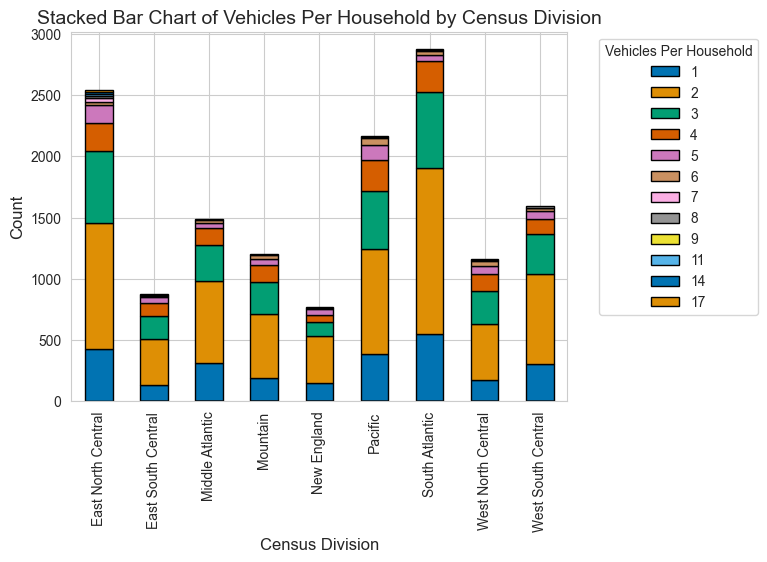 Stacked Bar Chart of Vehicles Per Household by Census Division
Count
3000
2500
2000
1500
1000
500
0
East North Central
East South Central
Middle Atlantic
Mountain
New England
Pacific
South Atlantic
West North Central
West South Central
Census Division
Vehicles Per Household
1
2
3
4
5
6
7
8
9
11
14
17